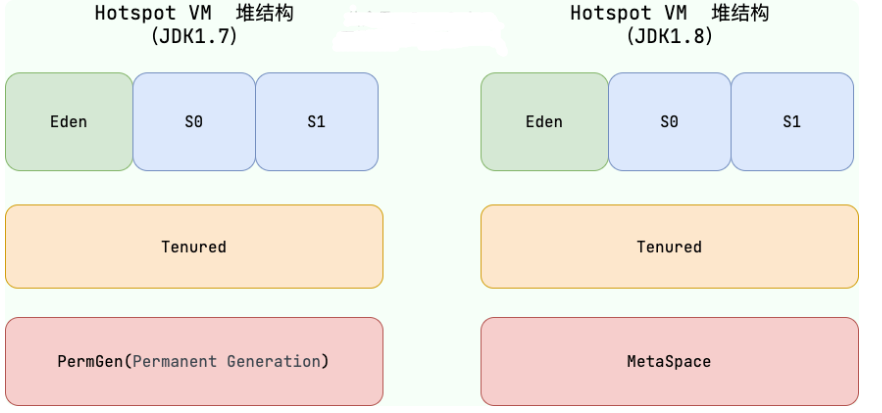 Hotspot VM 堆结构
(JDK1.7)
Eden
S0
S1
Tenured
PermGen(Permanent Generation)
Hotspot VM 堆结构
(JDK1.8)
Eden
S0
S1
Tenured
MetaSpace